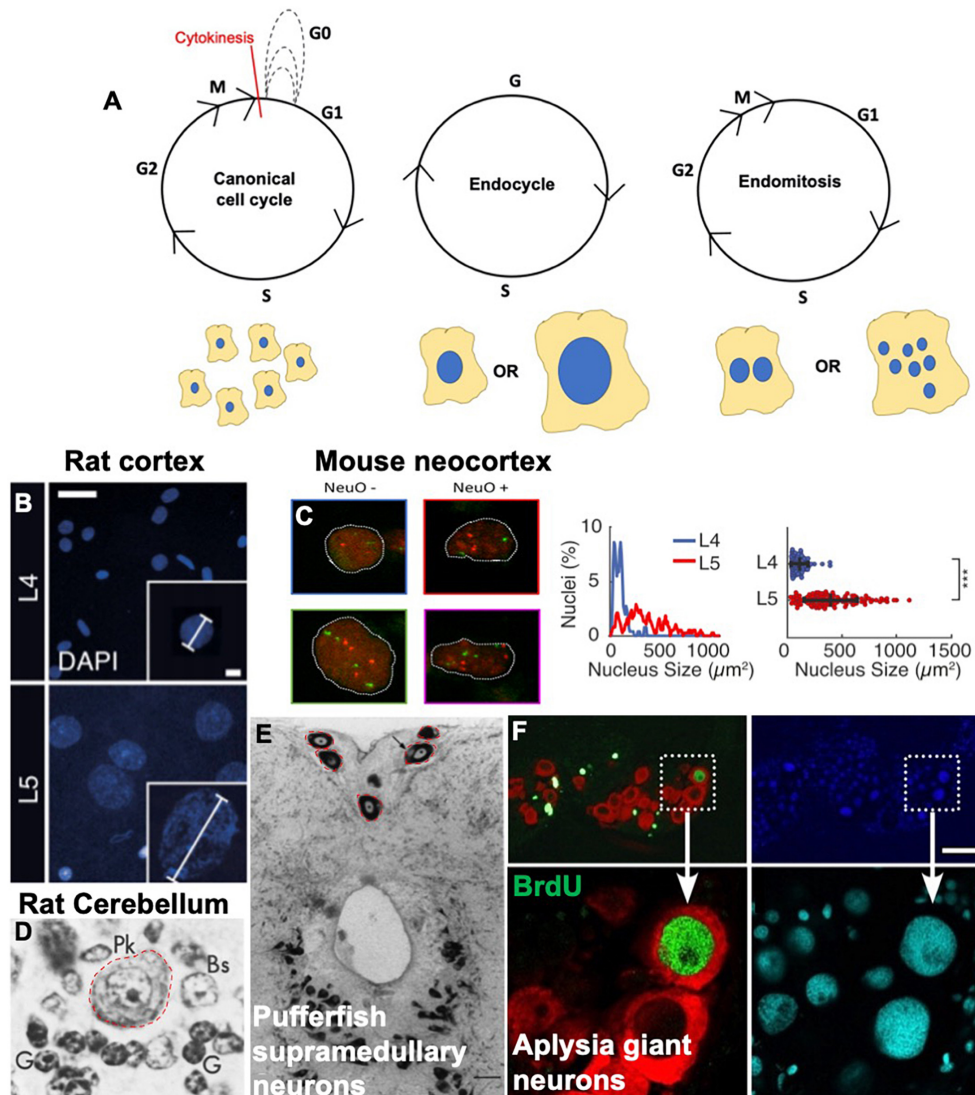 Cytokinesis
G0
A
M
G1
G2
Canonical
cell cycle
S
G
Endocycle
S
M
G1
G2
Endomitosis
S
OR
OR
Rat cortex
B
L4
DAPI
L5
Mouse neocortex
NeuO -
NeuO +
C
10
5
0
Nuclei (%)
L4
L5
0
500
1000
Nucleus Size (µm²)
L4
L5
***
0
500
1000
1500
Nucleus Size (µm²)
Rat Cerebellum
D
Pk
Bs
G
G
E
Pufferfish
supramedullary
neurons
F
BrdU
Aplysia giant
neurons